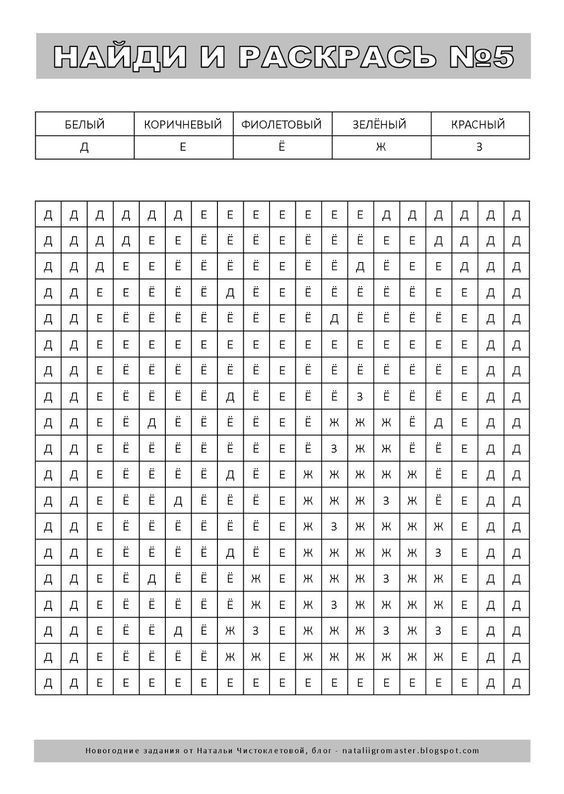 НАЙДИ И РАСКРАСЬ №5
БЕЛЫЙ КОРИЧНЕВЫЙ ФИОЛЕТОВЫЙ ЗЕЛЁНЫЙ КРАСНЫЙ
Д Е Ё Ж З
Д Д Д Д Д Д Е Е Е Е Е Е Е Д Д Д Д Д Д
Д Д Д Д Е Е Ё Ё Ё Е Ё Ё Ё Е Е Д Д Д Д
Д Д Д Е Е Ё Ё Ё Ё Е Ё Ё Д Ё Е Е Д Д Д
Д Д Е Е Ё Ё Ё Д Ё Е Ё Ё Ё Ё Ё Е Е Д Д
Д Д Е Ё Ё Ё Ё Ё Ё Е Ё Д Ё Ё Ё Ё Е Д Д
Д Д Е Е Е Е Е Е Е Е Е Е Е Е Е Е Е Д Д
Д Д Е Ё Ё Ё Ё Ё Ё Е Ё Ё Ё Ё Ё Ё Е Д Д
Д Д Е Ё Ё Ё Ё Д Ё Е Ё Ё З Ё Ё Ё Е Д Д
Д Д Е Ё Д Ё Ё Ё Ё Е Ё Ж Ж Ж Ё Д Е Д Д
Д Д Е Ё Ё Ё Ё Ё Ё Е Ё З Ж Ж Ё Ё Е Д Д
Д Д Е Ё Ё Ё Ё Д Ё Е Ж Ж Ж Ж Ж Ё Е Д Д
Д Д Е Ё Ё Д Ё Ё Ё Е Ж Ж Ж З Ж Ё Е Д Д
Д Д Е Ё Ё Ё Ё Ё Ё Е Ж З Ж Ж Ж Ж Е Д Д
Д Д Е Ё Ё Ё Ё Д Ё Е Ж Ж Ж Ж Ж З Е Д Д
Д Д Е Ё Д Ё Ё Ё Ж Е Ж Ж Ж З Ж Ж Е Д Д
Д Д Е Ё Ё Ё Ё Ё Ж Е Ж З Ж Ж Ж Ж Е Д Д
Д Д Е Ё Ё Д Ё Ж З Е Ж Ж Ж З Ж З Е Д Д
Д Д Е Ё Ё Ё Ё Ж Ж Е Ж Ж Ж Ж Ж Ж Е Д Д
Д Д Е Е Е Е Е Е Е Е Е Е Е Е Е Е Е Д Д
Новогодние задания от Натальи Чистоклетовой, блог - nataliigromaster.blogspot.com